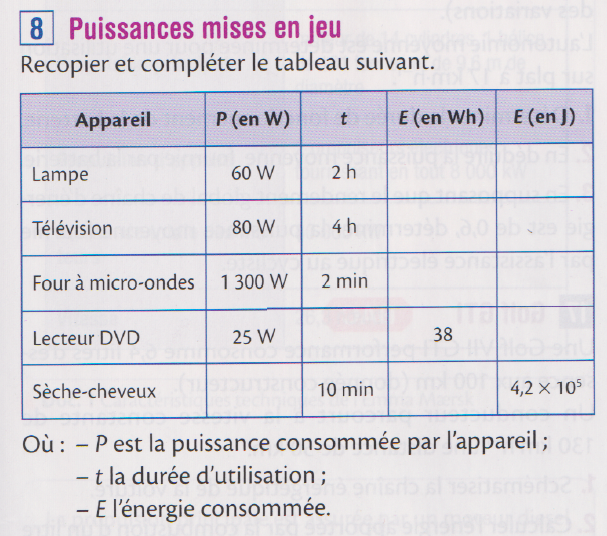 8 Puissances mises en jeu
Recopier et compléter le tableau suivant.
Appareil P (en W) t E (en Wh) E (en J)
Lampe 60 W 2 h
Télévision 80 W 4 h
Four à micro-ondes 1 300 W 2 min
Lecteur DVD 25 W 38
Sèche-cheveux 10 min 4,2 × 10⁵
Où : – P est la puissance consommée par l'appareil ;
– t la durée d'utilisation ;
– E l'énergie consommée.